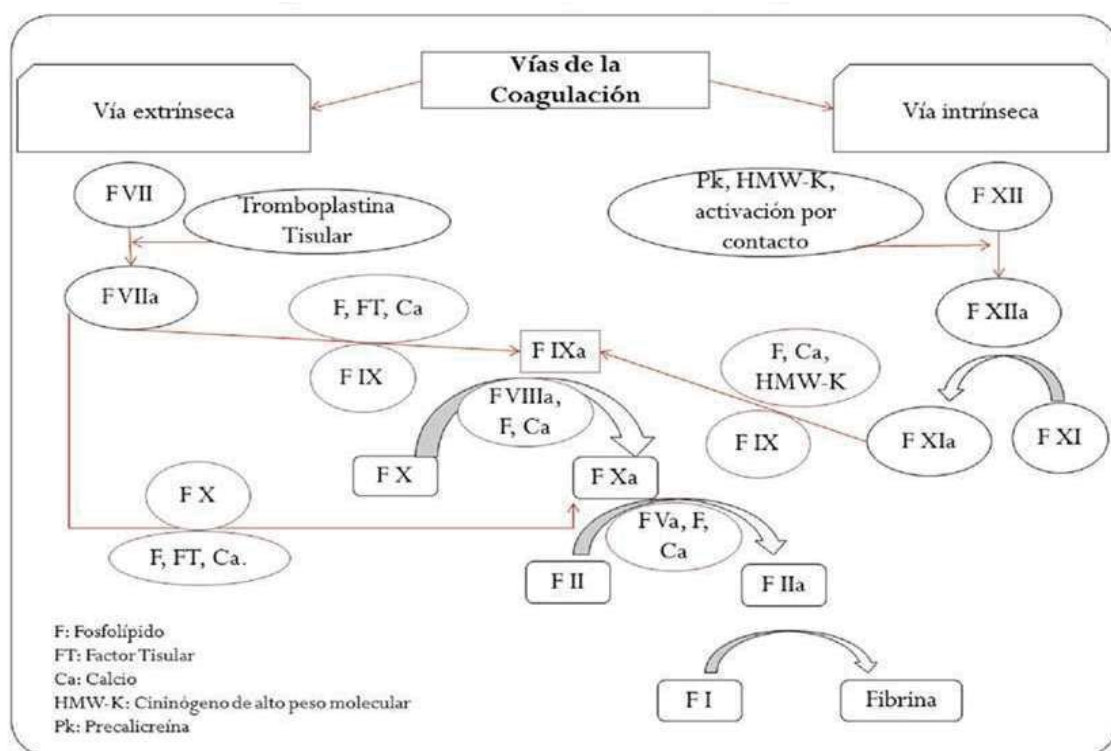 Vías de la
Coagulación
Vía extrínseca
Vía intrínseca
F VII
Tromboplastina
Tisular
Pk, HMW-K,
activación por
contacto
F XII
F VIIa
F, FT, Ca
F IX
F IXa
F, Ca,
HMW-K
F IX
F XIIa
F XIa
F XI
F VIIIa,
F, Ca
F X
F Xa
F X
F, FT, Ca.
F Va, F,
Ca
F II
F IIa
F I
Fibrina
F: Fosfolípido
FT: Factor Tisular
Ca: Calcio
HMW-K: Cininógeno de alto peso molecular
Pk: Precalicreína